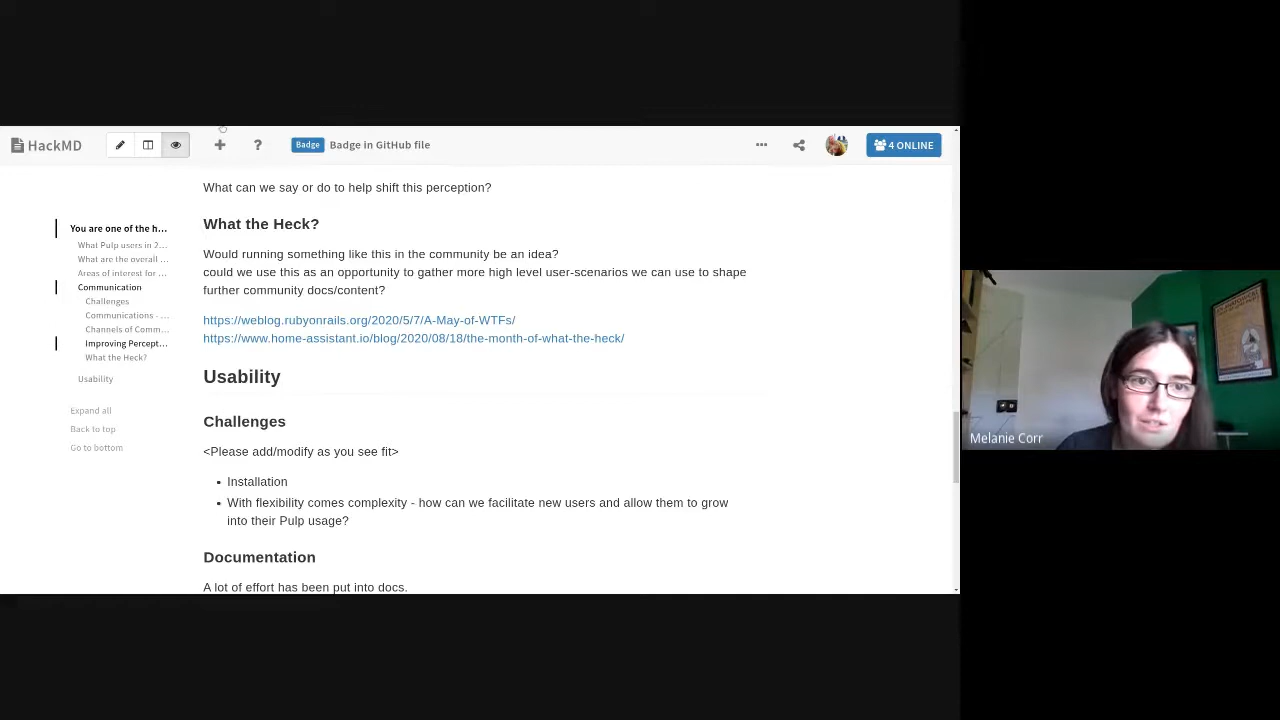 HackMD
Badge Badge in GitHub file
4 ONLINE
What can we say or do to help shift this perception?
What the Heck?
Would running something like this in the community be an idea?
could we use this as an opportunity to gather more high level user-scenarios we can use to shape
further community docs/content?
https://weblog.rubyonrails.org/2020/5/7/A-May-of-WTFs/
https://www.home-assistant.io/blog/2020/08/18/the-month-of-what-the-heck/
Usability
Challenges
<Please add/modify as you see fit>
Installation
With flexibility comes complexity - how can we facilitate new users and allow them to grow
into their Pulp usage?
Documentation
A lot of effort has been put into docs.
You are one of the h...
What Pulp users in 2...
What are the overall ...
Areas of interest for ...
Communication
Challenges
Communications - ...
Channels of Comm...
Improving Percept...
What the Heck?
Usability
Expand all
Back to top
Go to bottom
Melanie Corr